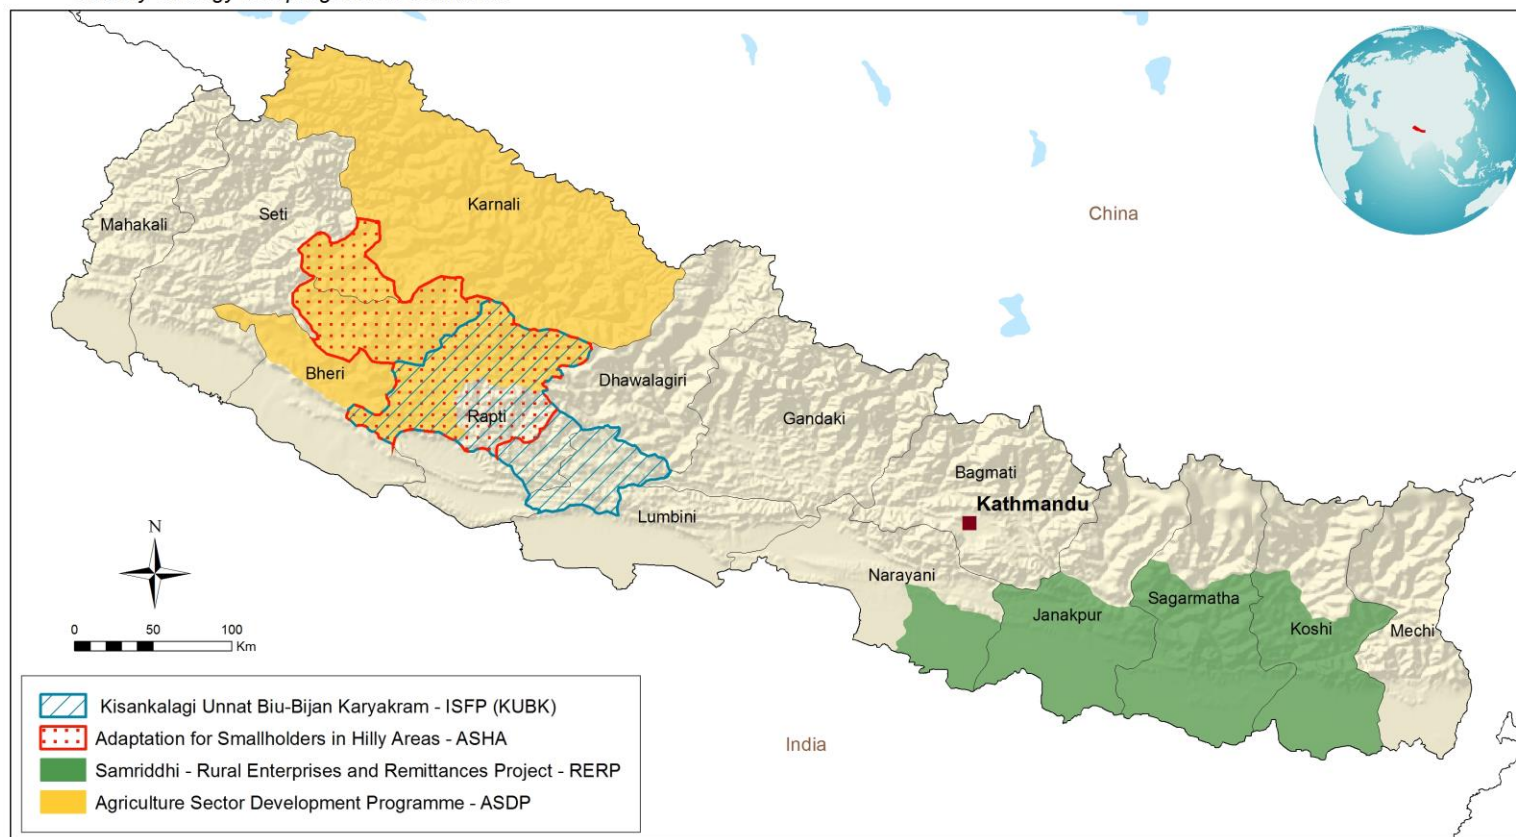 China
Karnali
Seti
Mahakali
Bheri
Dhawalagiri
Rapti
Gandaki
Bagmati
Kathmandu
Lumbini
Narayani
Sagarmatha
Janakpur
Koshi
Mechi
India
N
0 50 100
Km
Kisankalagi Unnat Biu-Bijan Karyakram - ISFP (KUBK)
Adaptation for Smallholders in Hilly Areas - ASHA
Samriddhi - Rural Enterprises and Remittances Project - RERP
Agriculture Sector Development Programme - ASDP